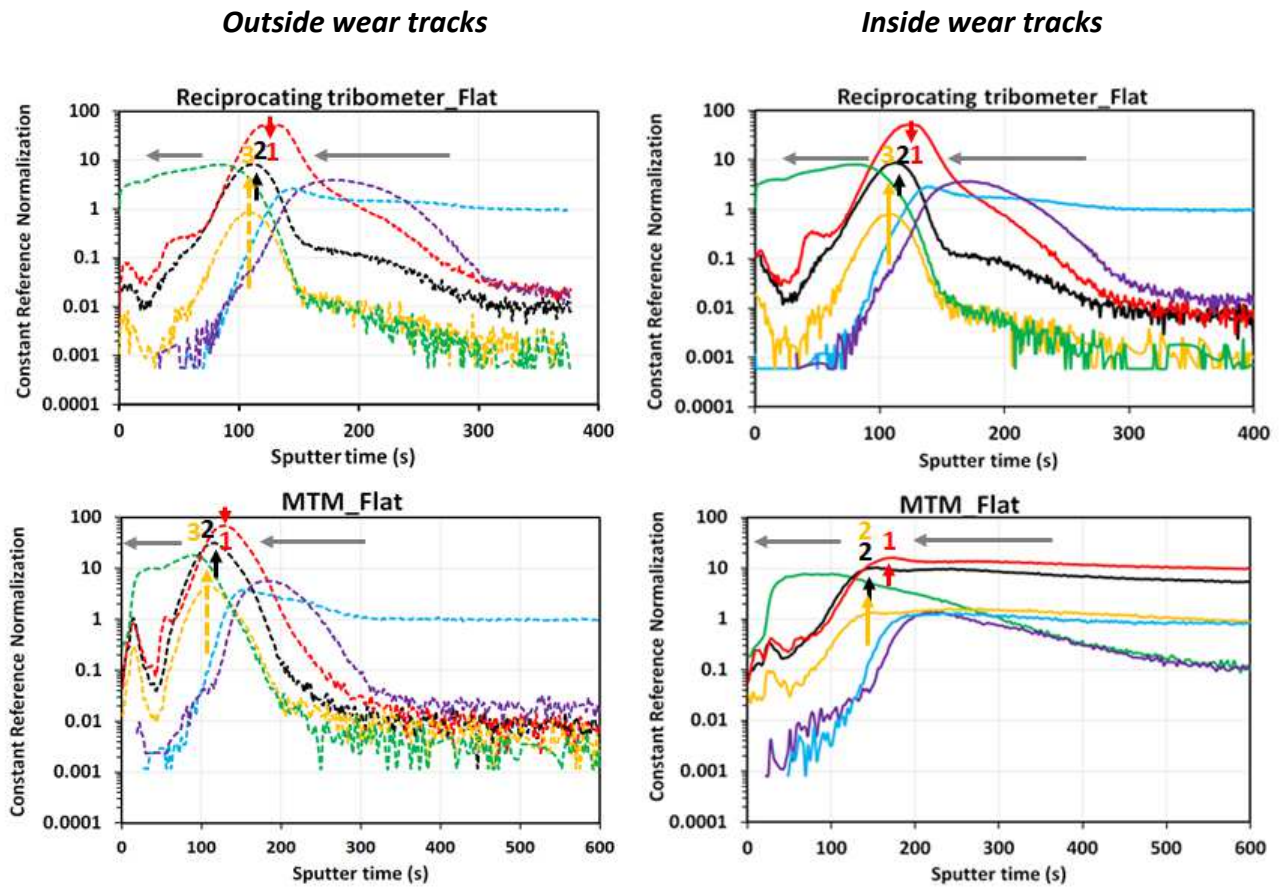 Outside wear tracks
Inside wear tracks
Reciprocating tribometer_Flat
Constant Reference Normalization
100
10
1
0.1
0.01
0.001
0.0001
3 2 1
0 100 200 300 400
Sputter time (s)
Reciprocating tribometer_Flat
Constant Reference Normalization
100
10
1
0.1
0.01
0.001
0.0001
3 2 1
0 100 200 300 400
Sputter time (s)
MTM_Flat
Constant Reference Normalization
100
10
1
0.1
0.01
0.001
0.0001
3 2 1
0 100 200 300 400 500 600
Sputter time (s)
MTM_Flat
Constant Reference Normalization
100
10
1
0.1
0.01
0.001
0.0001
2
2 1
0 100 200 300 400 500 600
Sputter time (s)